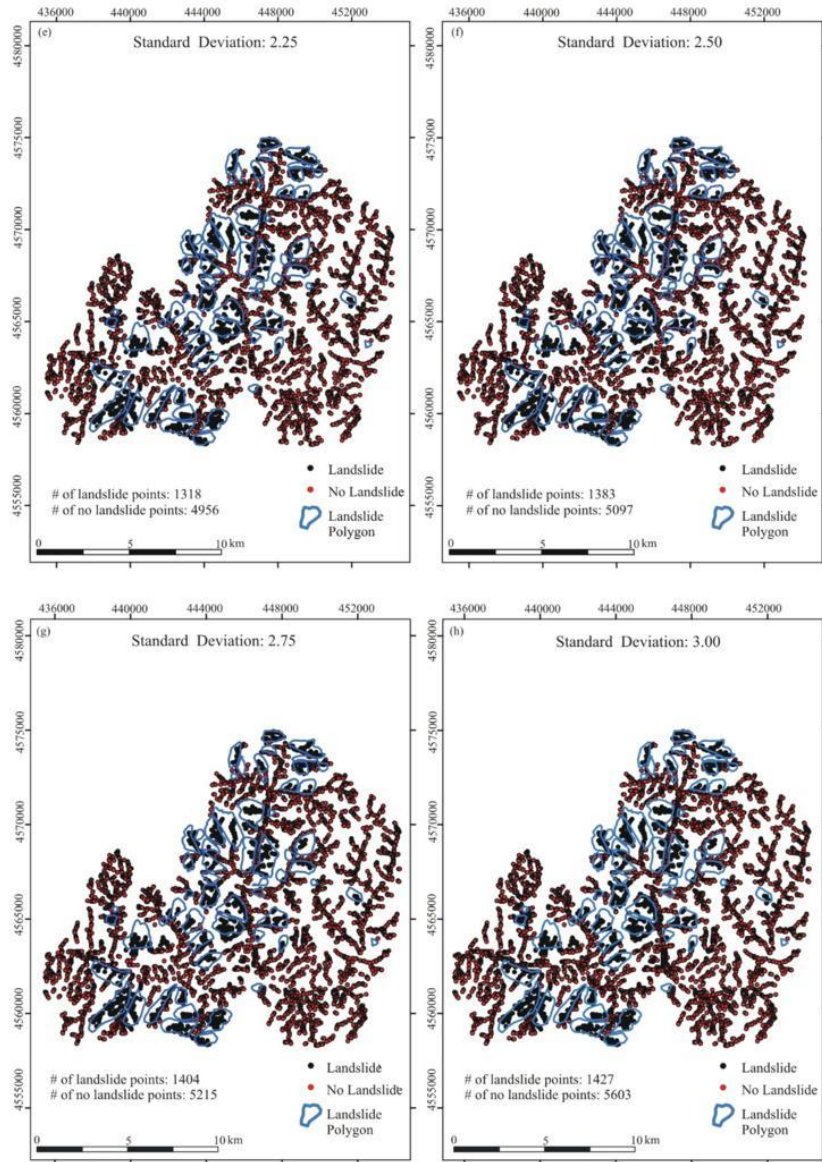 436000 440000 444000 448000 452000
(e)
Standard Deviation: 2.25
4580000
4575000
4570000
4565000
4560000
4555000
Landslide
No Landslide
Landslide
Polygon
# of landslide points: 1318
# of no landslide points: 4956
0 5 10 km
436000 440000 444000 448000 452000
(f)
Standard Deviation: 2.50
4580000
4575000
4570000
4565000
4560000
4555000
Landslide
No Landslide
Landslide
Polygon
# of landslide points: 1383
# of no landslide points: 5097
0 5 10 km
436000 440000 444000 448000 452000
(g)
Standard Deviation: 2.75
4580000
4575000
4570000
4565000
4560000
4555000
Landslide
No Landslide
Landslide
Polygon
# of landslide points: 1404
# of no landslide points: 5215
0 5 10 km
436000 440000 444000 448000 452000
(h)
Standard Deviation: 3.00
4580000
4575000
4570000
4565000
4560000
4555000
Landslide
No Landslide
Landslide
Polygon
# of landslide points: 1427
# of no landslide points: 5603
0 5 10 km